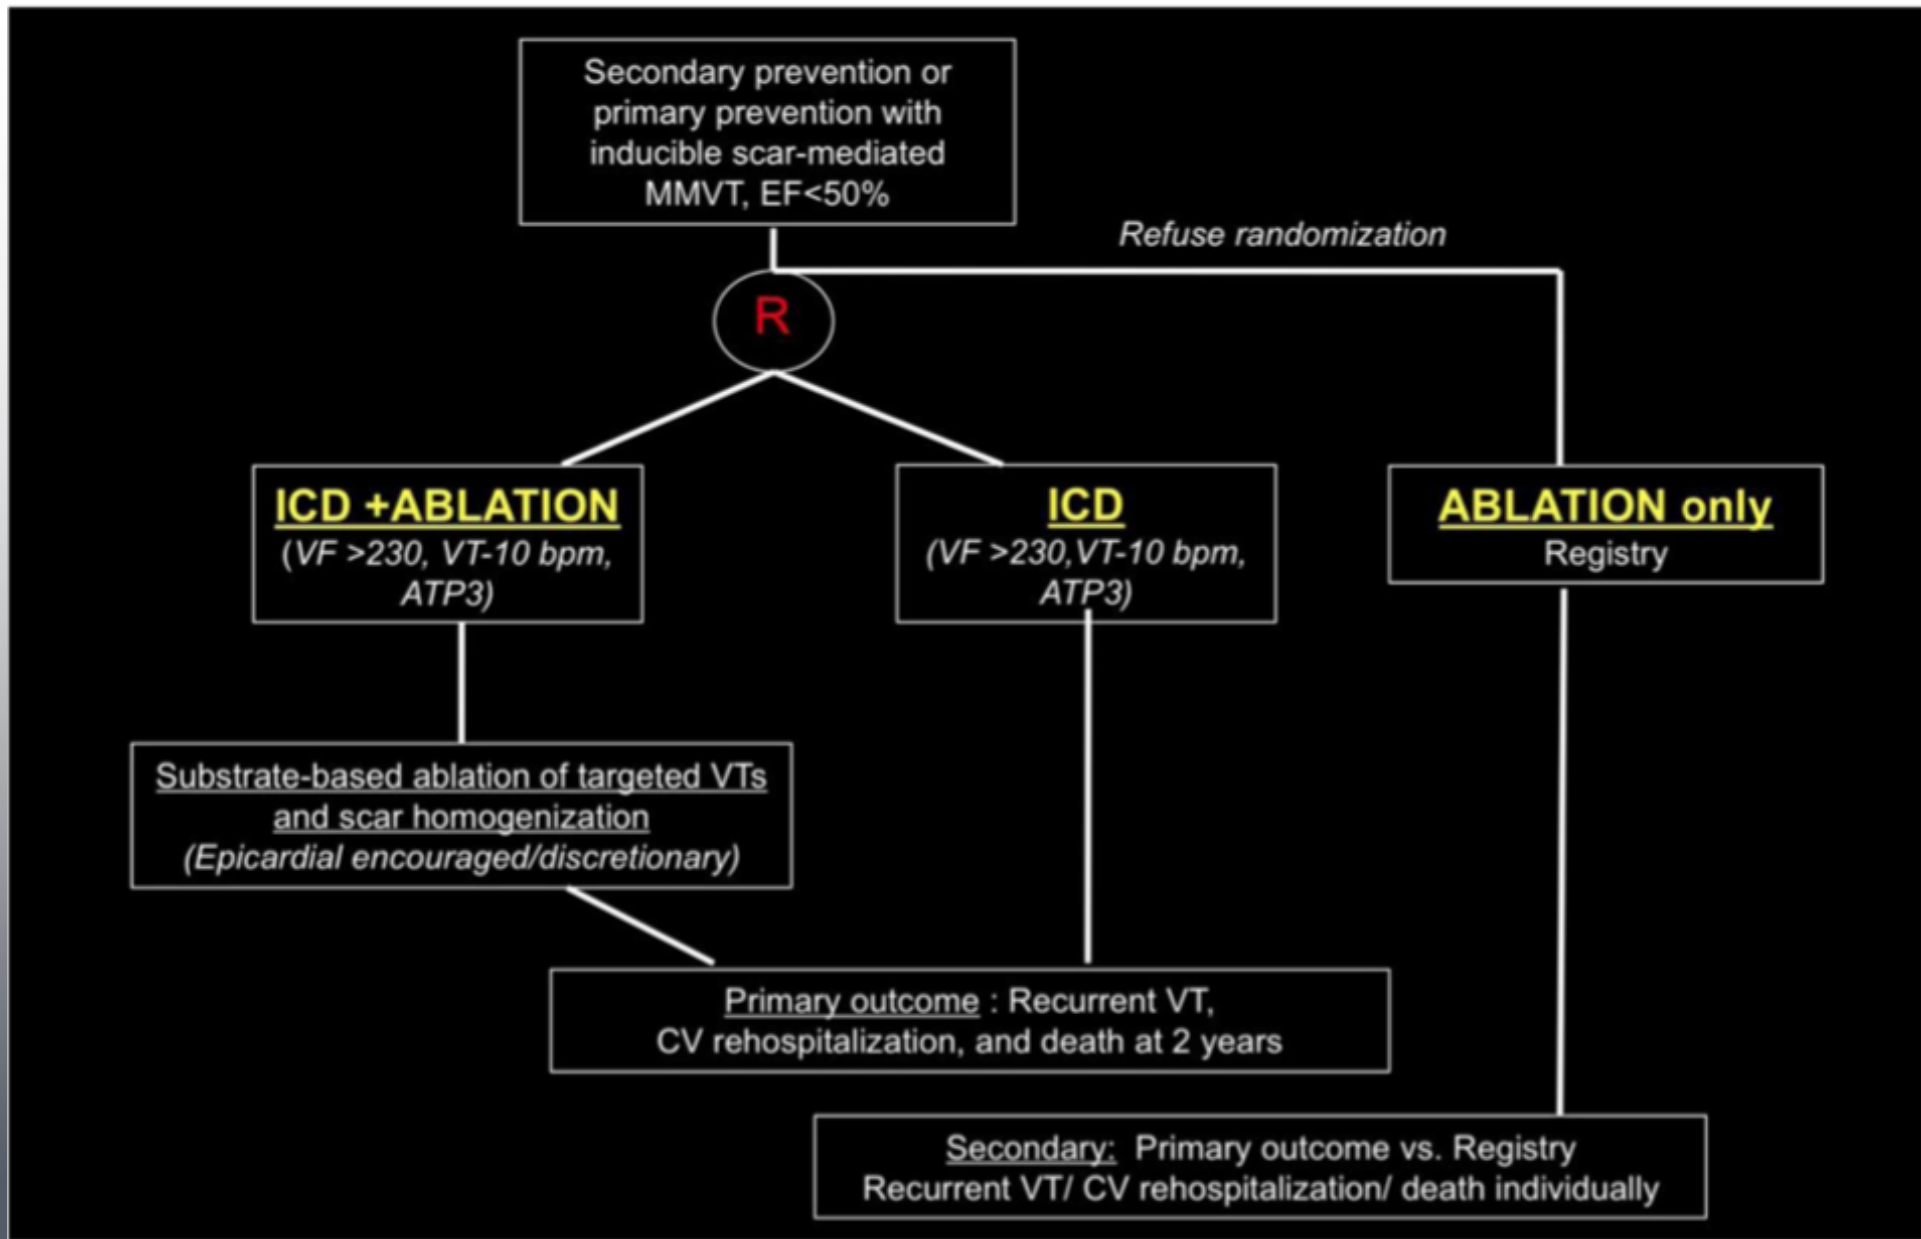 Secondary prevention or
primary prevention with
inducible scar-mediated
MMVT, EF<50%
Refuse randomization
R
ICD +ABLATION
(VF >230, VT-10 bpm,
ATP3)
ICD
(VF >230,VT-10 bpm,
ATP3)
ABLATION only
Registry
Substrate-based ablation of targeted VTs
and scar homogenization
(Epicardial encouraged/discretionary)
Primary outcome : Recurrent VT,
CV rehospitalization, and death at 2 years
Secondary: Primary outcome vs. Registry
Recurrent VT/ CV rehospitalization/ death individually